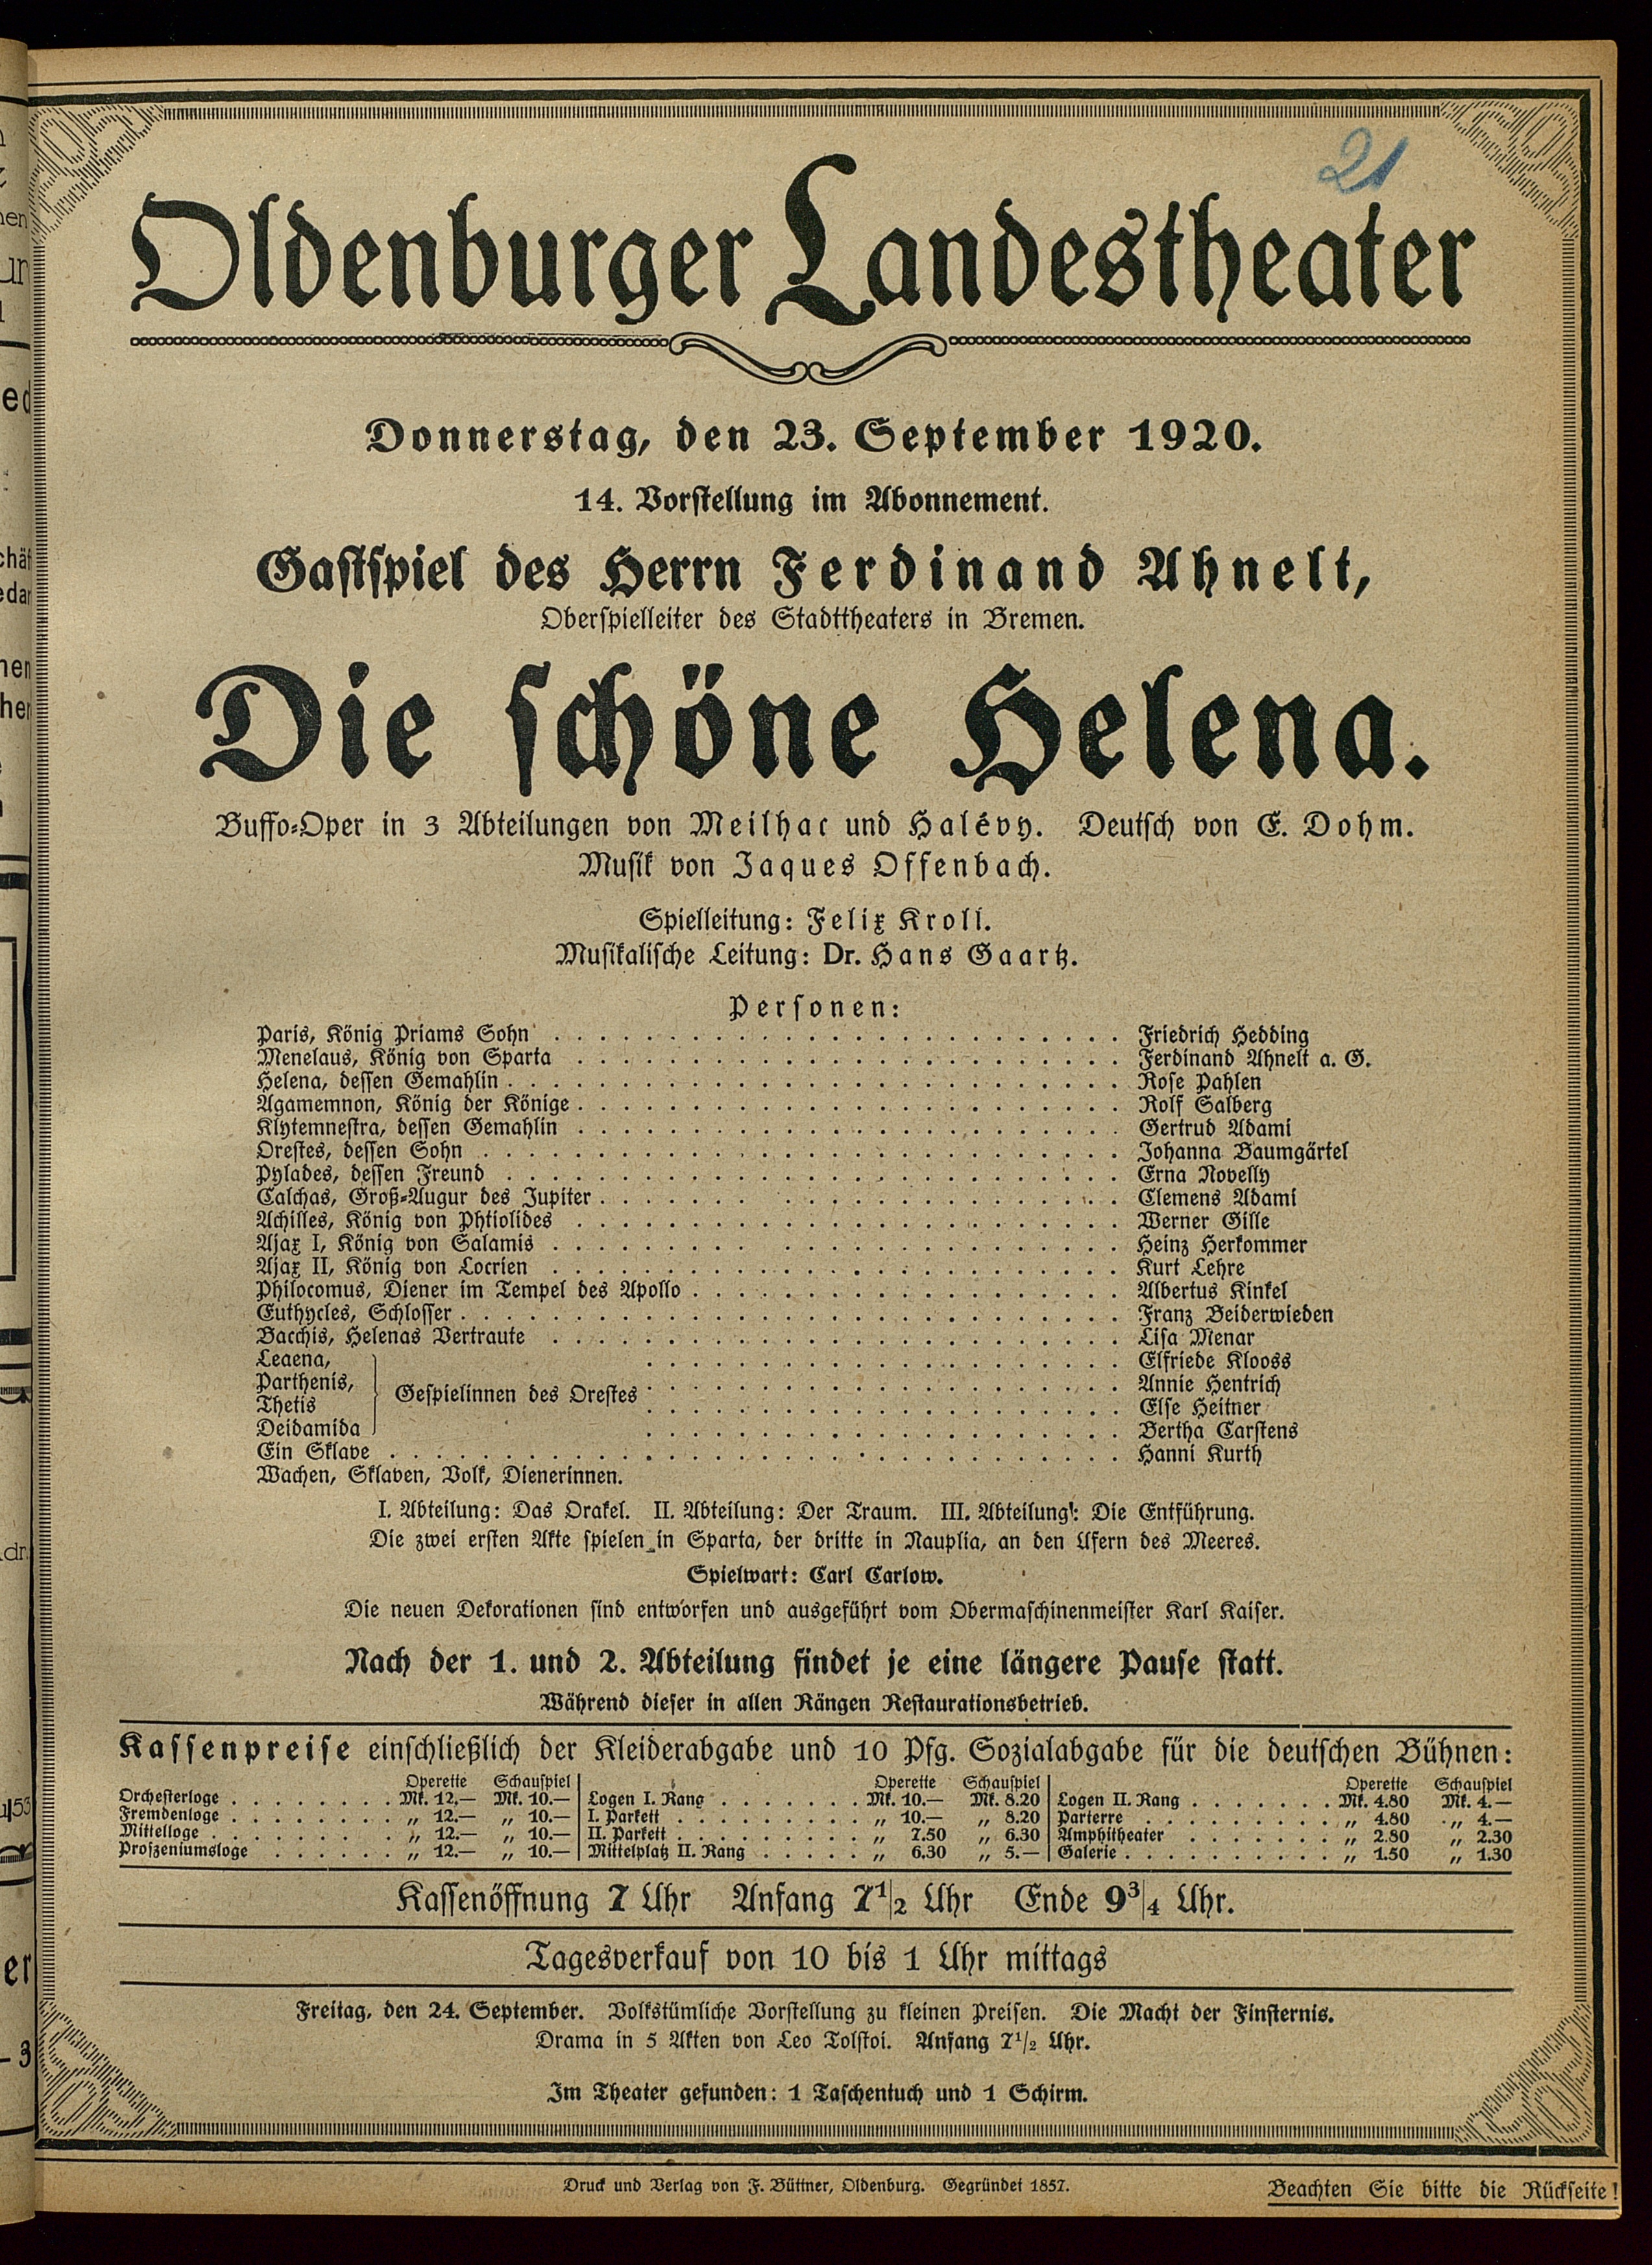 21
Oldenburger Landestheater
Donnerstag, den 23. September 1920.
14. Vorstellung im Abonnement.
Gastspiel des Herrn Ferdinand Ahnelt,
Oberspielleiter des Stadttheaters in Bremen.
Die schöne Helena.
Buffo-Oper in 3 Abteilungen von Meilhac und Halévy. Deutsch von E. Dohm.
Musik von Jaques Offenbach.
Spielleitung: Felix Kroll.
Musikalische Leitung: Dr. Hans Gaartz.
Personen:
Paris, König Priams Sohn . . . Friedrich Hedding
Menelaus, König von Sparta . . . Ferdinand Ahnelt a. G.
Helena, dessen Gemahlin . . . Rose Pahlen
Agamemnon, König der Könige . . . Rolf Salberg
Klytemnestra, dessen Gemahlin . . . Gertrud Adami
Orestes, dessen Sohn . . . Johanna Baumgärtel
Pylades, dessen Freund . . . Erna Novelly
Calchas, Groß-Augur des Jupiter . . . Clemens Adami
Achilles, König von Phtiolides . . . Werner Gille
Ajax I, König von Salamis . . . Heinz Herkommer
Ajax II, König von Locrien . . . Kurt Lehre
Philocomus, Diener im Tempel des Apollo . . . Albertus Kinkel
Euthycles, Schlosser . . . Franz Beiderwieden
Bacchis, Helenas Vertraute . . . Lisa Menar
Leaena, . . . Elfriede Klooss
Parthenis, Gespielinnen des Orestes . . . Annie Hentrich
Thetis . . . Else Heitner
Deidamida . . . Bertha Carstens
Ein Sklave . . . Hanni Kurth
Wachen, Sklaven, Volk, Dienerinnen.
I. Abteilung: Das Orakel. II. Abteilung: Der Traum. III. Abteilung: Die Entführung.
Die zwei ersten Akte spielen in Sparta, der dritte in Nauplia, an den Ufern des Meeres.
Spielwart: Carl Carlow.
Die neuen Dekorationen sind entworfen und ausgeführt vom Obermaschinenmeister Karl Kaiser.
Nach der 1. und 2. Abteilung findet je eine längere Pause statt.
Während dieser in allen Rängen Restaurationsbetrieb.
Kassenpreise einschließlich der Kleiderabgabe und 10 Pfg. Sozialabgabe für die deutschen Bühnen:
Operette Schauspiel Operette Schauspiel Operette Schauspiel
Orchesterloge . . . Mk. 12.— Mk. 10.— Logen I. Rang . . . Mk. 10.— Mk. 8.20 Logen II. Rang . . . Mk. 4.80 Mk. 4.—
Fremdenloge . . . „ 12.— „ 10.— I. Parkett . . . „ 10.— „ 8.20 Parterre . . . „ 4.80 „ 4.—
Mittelloge . . . „ 12.— „ 10.— II. Parkett . . . „ 7.50 „ 6.30 Amphitheater . . . „ 2.80 „ 2.30
Proszeniumsloge . . . „ 12.— „ 10.— Mittelplatz II. Rang . . . „ 6.30 „ 5.— Galerie . . . „ 1.50 „ 1.30
Kassenöffnung 7 Uhr Anfang 7 1/2 Uhr Ende 9 3/4 Uhr.
Tagesverkauf von 10 bis 1 Uhr mittags
Freitag, den 24. September. Volkstümliche Vorstellung zu kleinen Preisen. Die Macht der Finsternis.
Drama in 5 Akten von Leo Tolstoi. Anfang 7 1/2 Uhr.
Im Theater gefunden: 1 Taschentuch und 1 Schirm.
Druck und Verlag von F. Büttner, Oldenburg. Gegründet 1857.
Beachten Sie bitte die Rückseite!